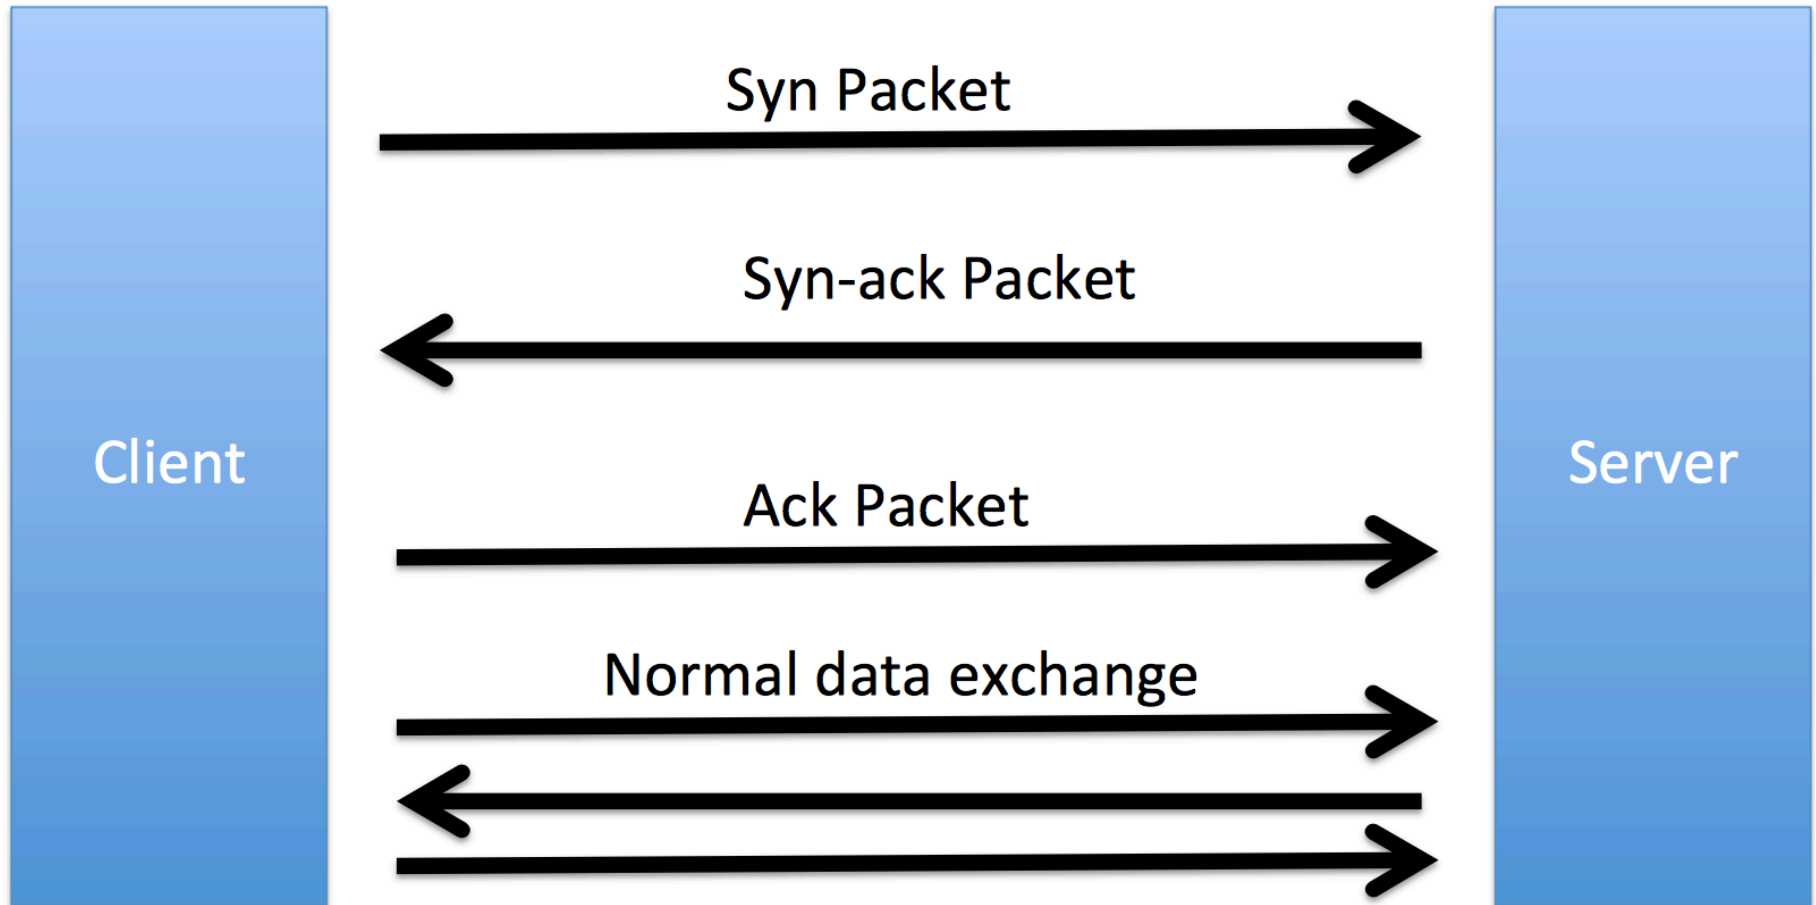 Syn Packet
Syn-ack Packet
Client
Server
Ack Packet
Normal data exchange